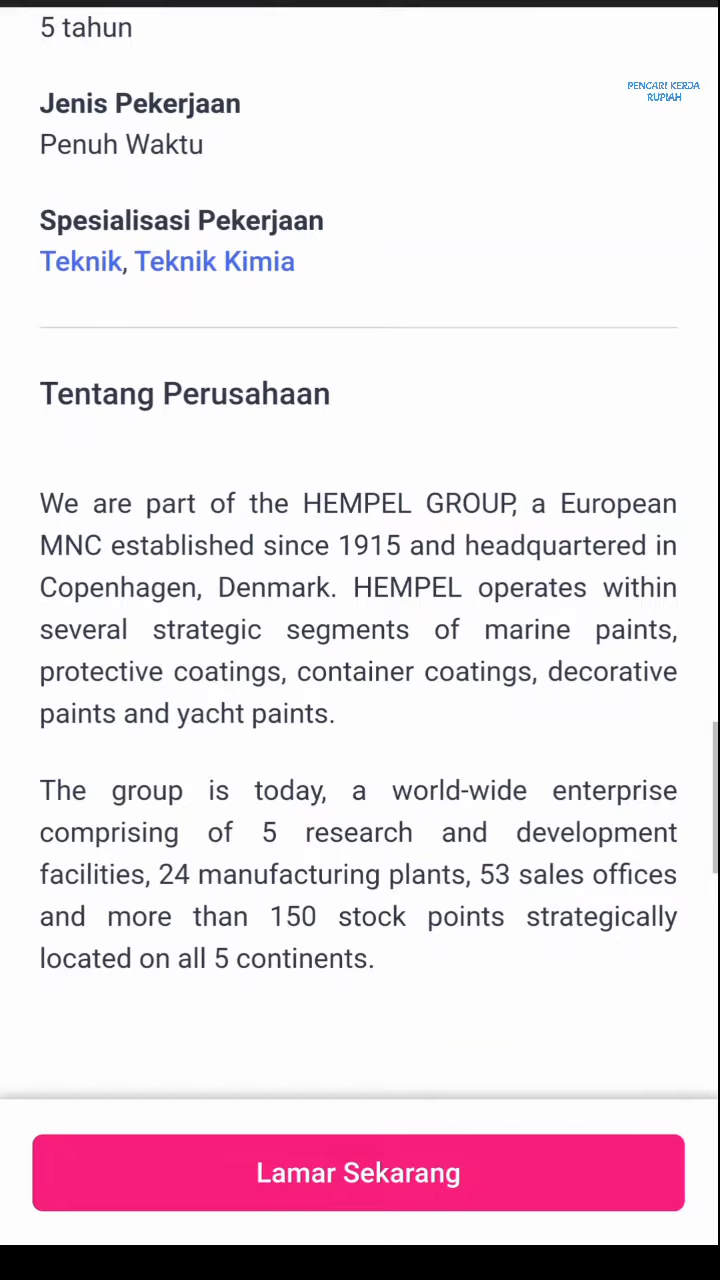 5 tahun
PENCARI KERJA
RUPIAH
Jenis Pekerjaan
Penuh Waktu
Spesialisasi Pekerjaan
Teknik, Teknik Kimia
Tentang Perusahaan
We are part of the HEMPEL GROUP, a European
MNC established since 1915 and headquartered in
Copenhagen, Denmark. HEMPEL operates within
several strategic segments of marine paints,
protective coatings, container coatings, decorative
paints and yacht paints.
The group is today, a world-wide enterprise
comprising of 5 research and development
facilities, 24 manufacturing plants, 53 sales offices
and more than 150 stock points strategically
located on all 5 continents.
Lamar Sekarang